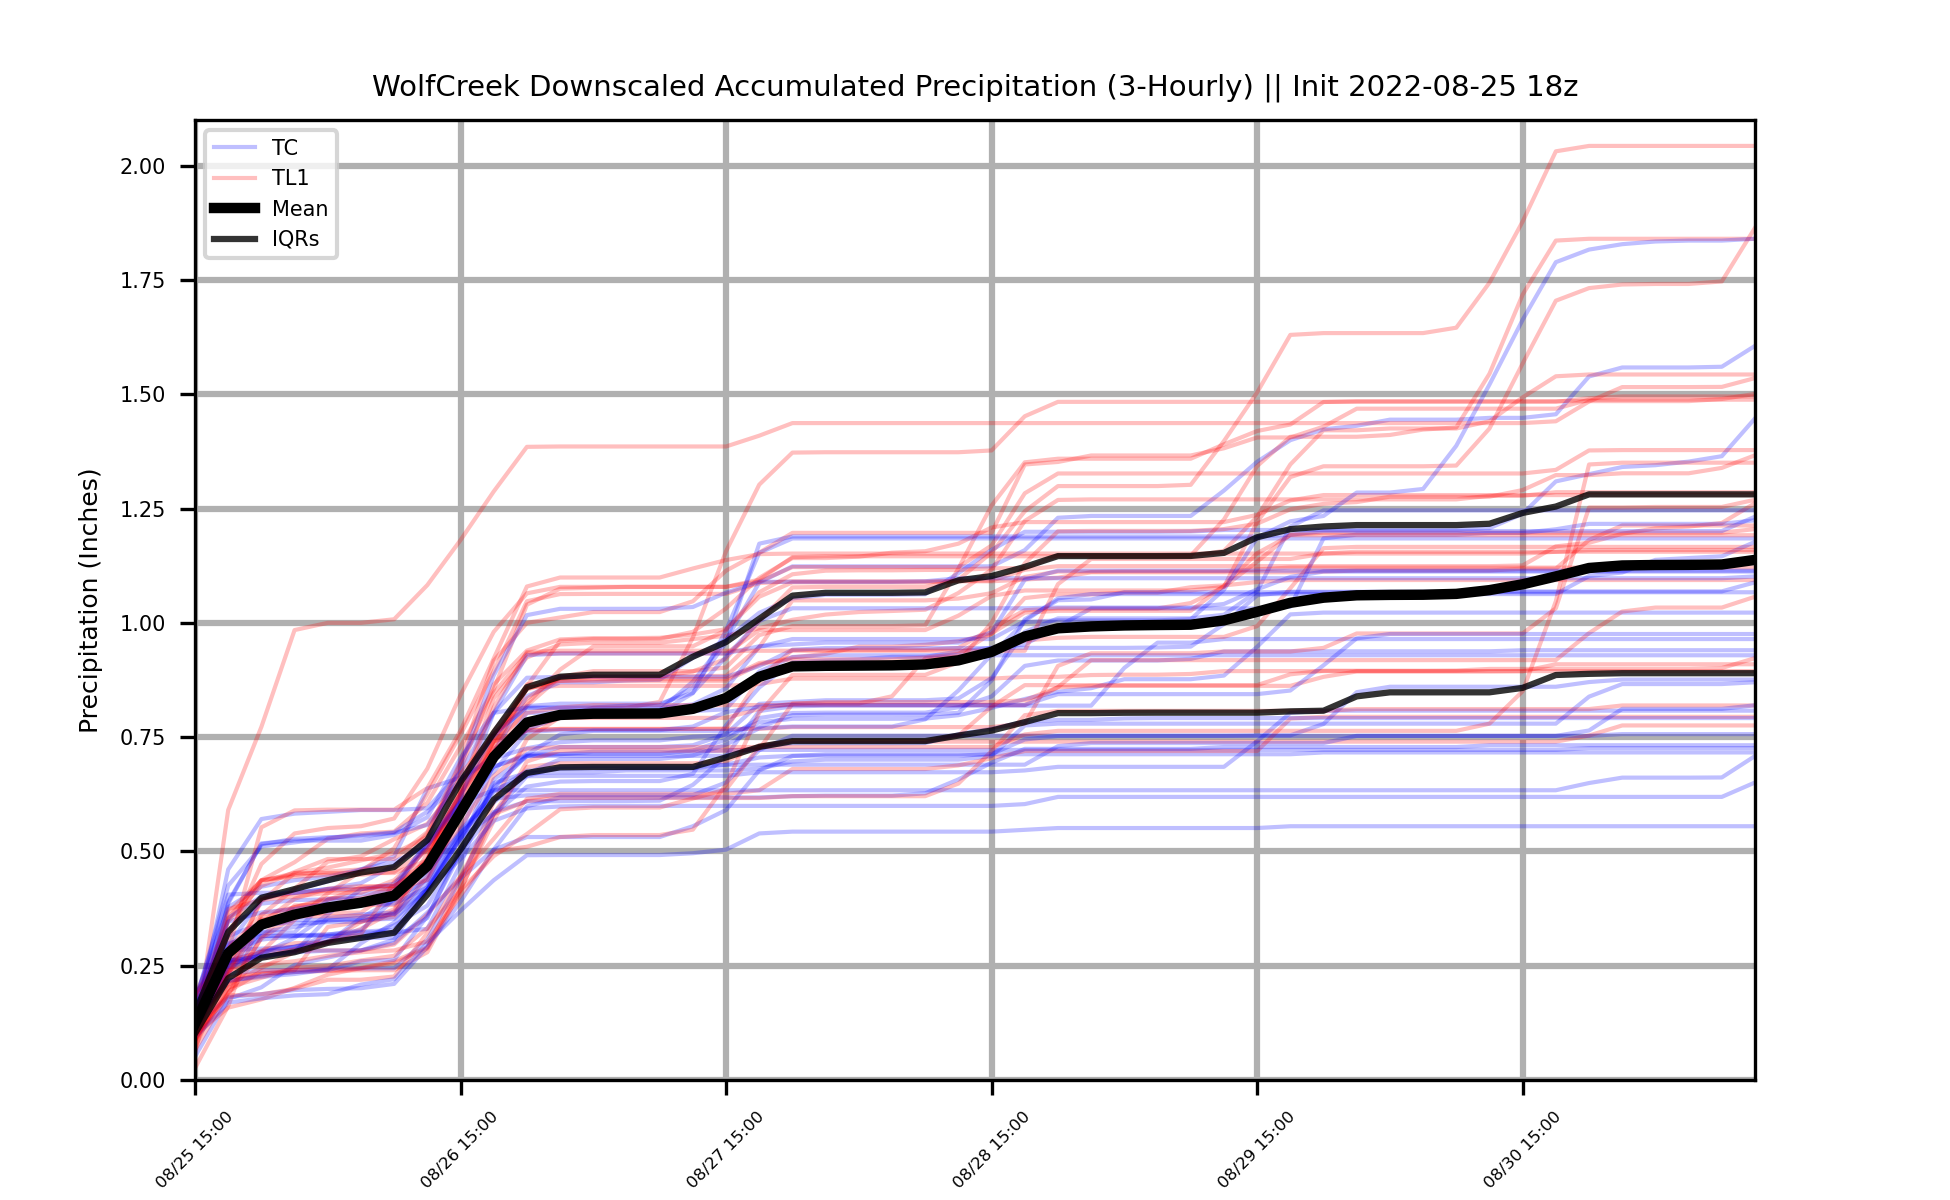 WolfCreek Downscaled Accumulated Precipitation (3-Hourly) || Init 2022-08-25 18z
TC
TL1
Mean
IQRs
Precipitation (Inches)
2.00
1.75
1.50
1.25
1.00
0.75
0.50
0.25
0.00
08/25 15:00
08/26 15:00
08/27 15:00
08/28 15:00
08/29 15:00
08/30 15:00